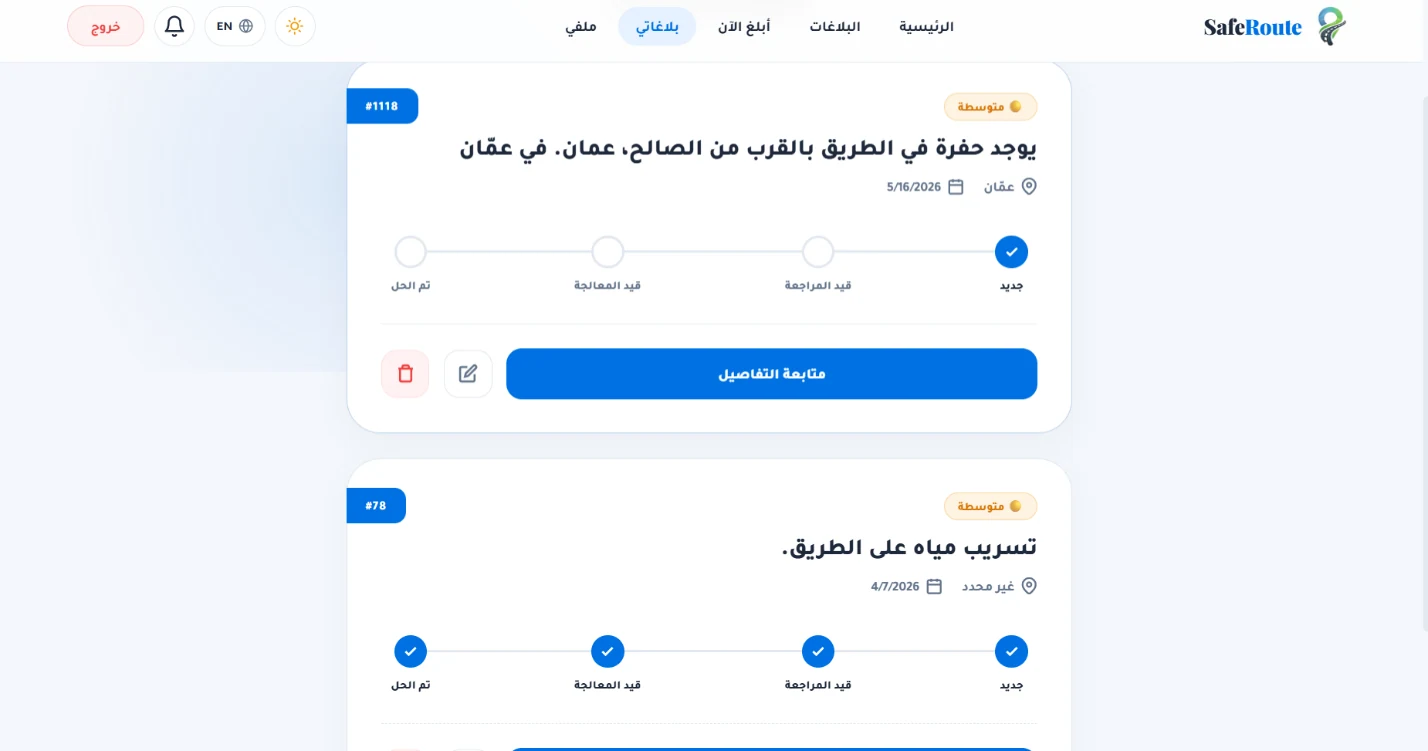 SafeRoute
الرئيسية
البلاغات
أبلغ الآن
بلاغاتي
ملفي
EN
خروج
متوسطة
#1118
يوجد حفرة في الطريق بالقرب من الصالح، عمان. في عمّان
عمّان
5/16/2026
جديد
قيد المراجعة
قيد المعالجة
تم الحل
متابعة التفاصيل
متوسطة
#78
تسريب مياه على الطريق.
غير محدد
4/7/2026
جديد
قيد المراجعة
قيد المعالجة
تم الحل